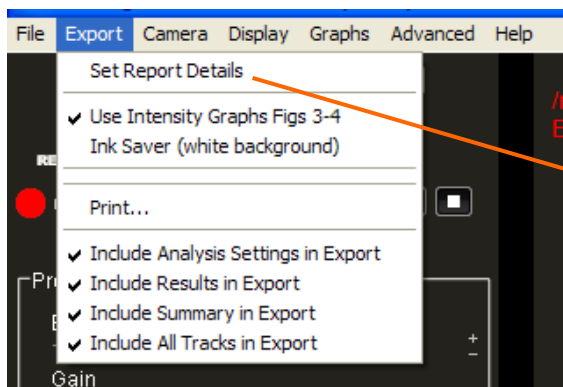 File Export Camera Display Graphs Advanced Help
Set Report Details
Use Intensity Graphs Figs 3-4
Ink Saver (white background)
Print...
Include Analysis Settings in Export
Include Results in Export
Include Summary in Export
Include All Tracks in Export
Gain